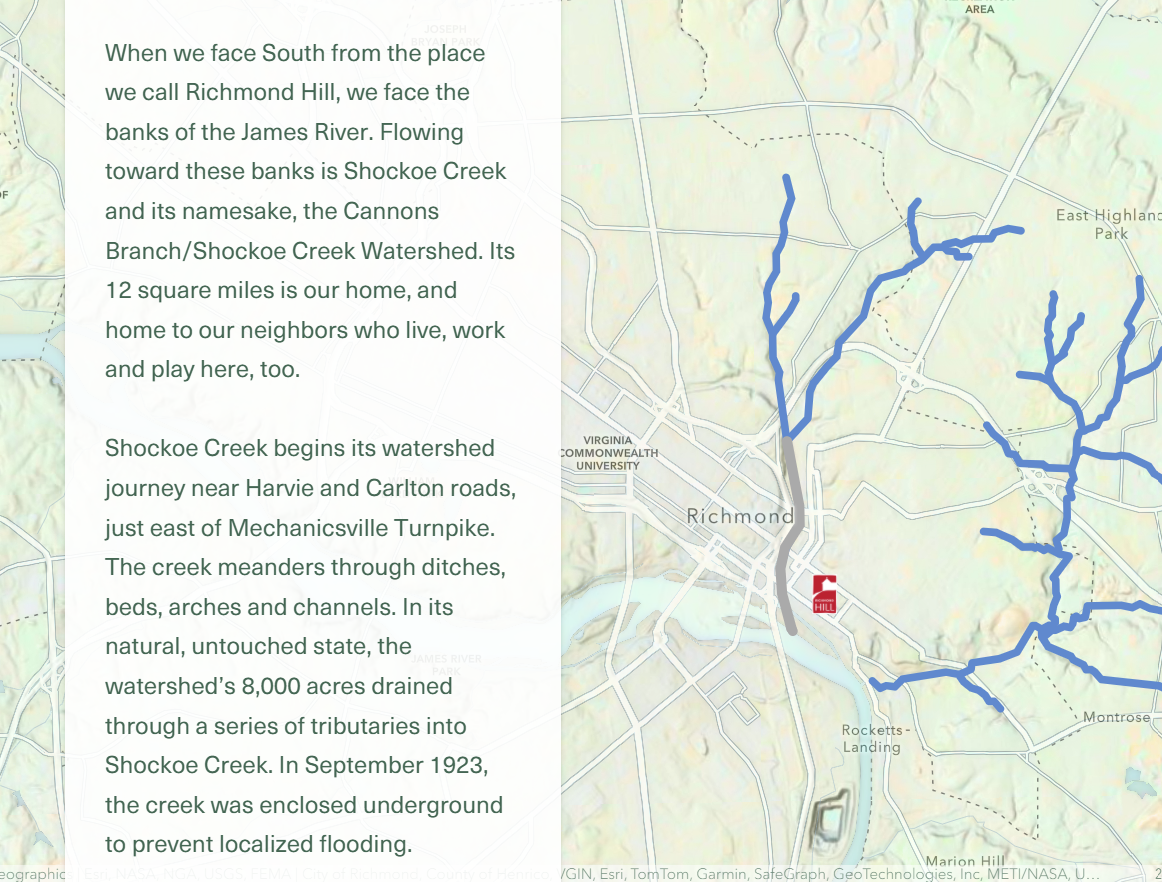 When we face South from the place
we call Richmond Hill, we face the
banks of the James River. Flowing
toward these banks is Shockoe Creek
and its namesake, the Cannons
Branch/Shockoe Creek Watershed. Its
12 square miles is our home, and
home to our neighbors who live, work
and play here, too.
Shockoe Creek begins its watershed
journey near Harvie and Carlton roads,
just east of Mechanicsville Turnpike.
The creek meanders through ditches,
beds, arches and channels. In its
natural, untouched state, the
watershed's 8,000 acres drained
through a series of tributaries into
Shockoe Creek. In September 1923,
the creek was enclosed underground
to prevent localized flooding.
JOSEPH
BRYAN PARK
JAMES RIVER
PARK
OF
AREA
East Highland
Park
VIRGINIA
COMMONWEALTH
UNIVERSITY
Richmond
HILL
Rocketts-
Landing
Montrose
Marion Hill
Esri, NASA, NGA, USGS, FEMA | City of Richmond, County of Henrico, VGIN, Esri, TomTom, Garmin, SafeGraph, GeoTechnologies, Inc, METI/NASA, U…